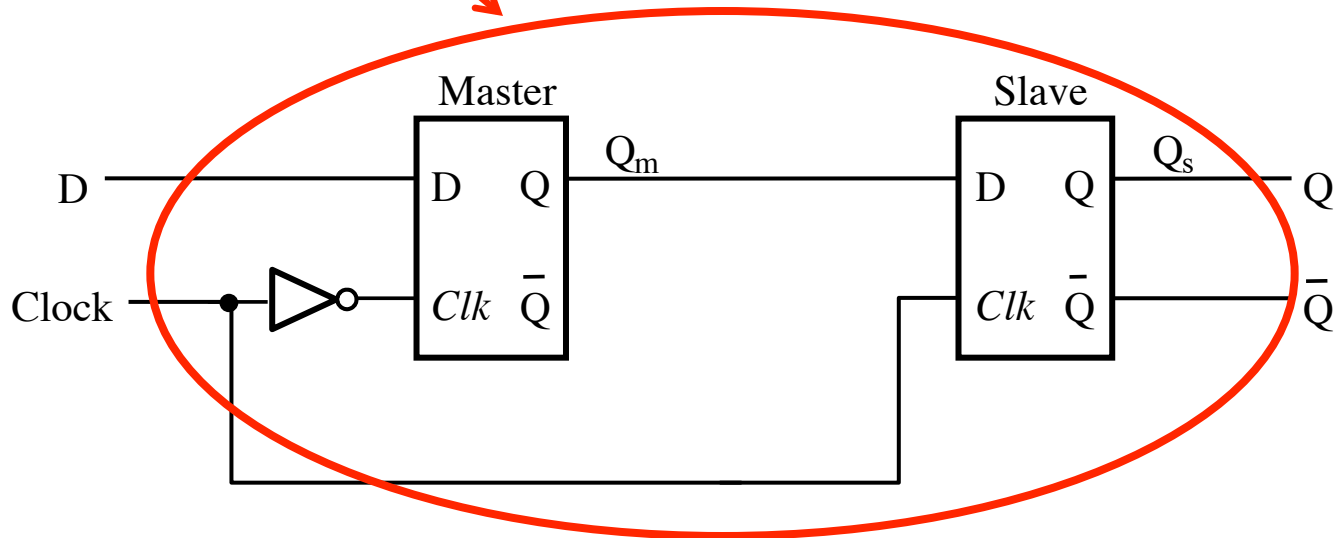 Master
Slave
D
D Q
Qₘ
D Q
Qₛ
Q
Clock
Clk Q̄
Clk Q̄
Q̄